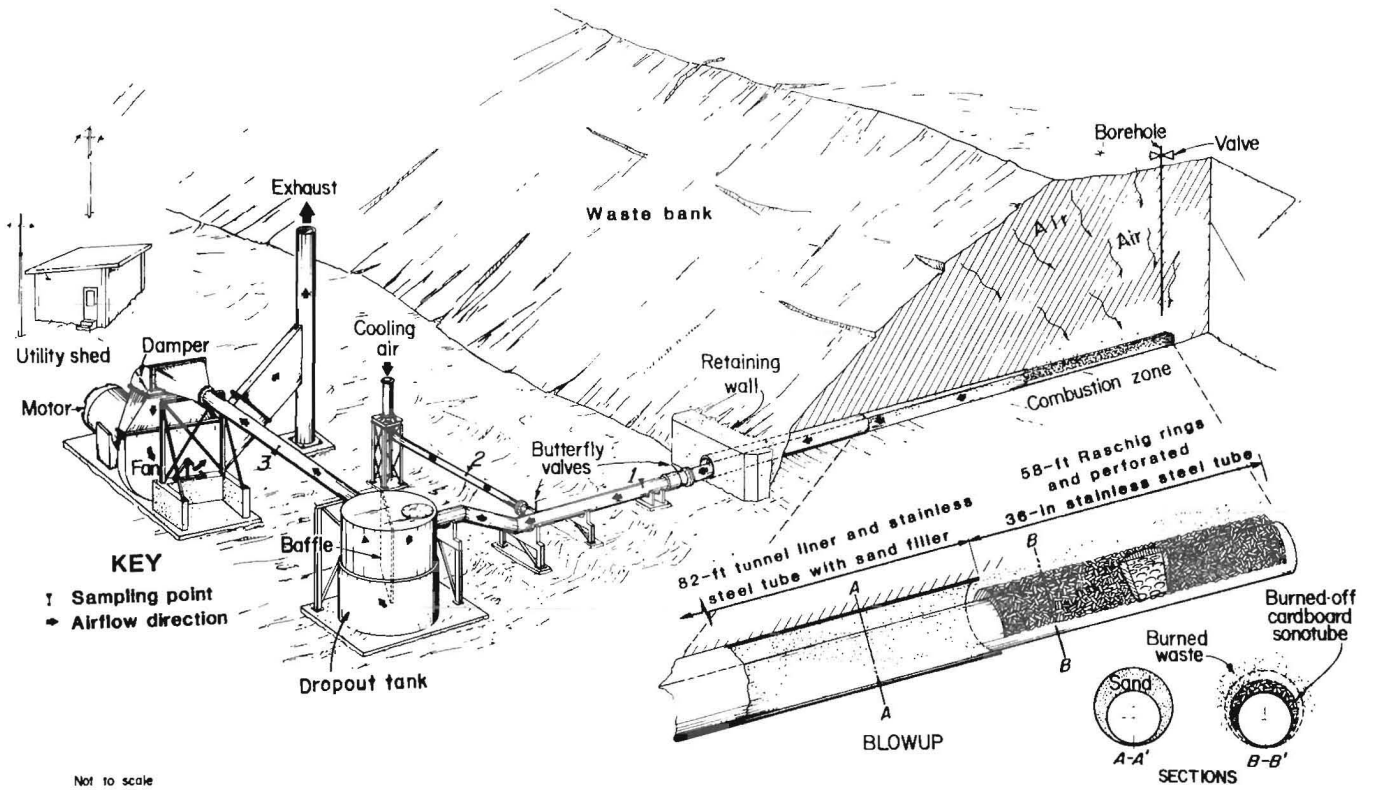 Borehole
Valve
Exhaust
Waste bank
Air
Air
Cooling
air
Utility shed
Damper
Retaining
wall
Motor
Combustion zone
Butterfly
valves
1
2
3
Fan
58-ft Raschig rings
and perforated
36-in stainless steel tube
82-ft tunnel liner and stainless
steel tube with sand filler
Baffle
KEY
Sampling point
Airflow direction
B
A
Burned-off
cardboard
sonotube
Burned
waste
B
Dropout tank
Sand
A
BLOWUP
A-A'
B-B'
SECTIONS
Not to scale